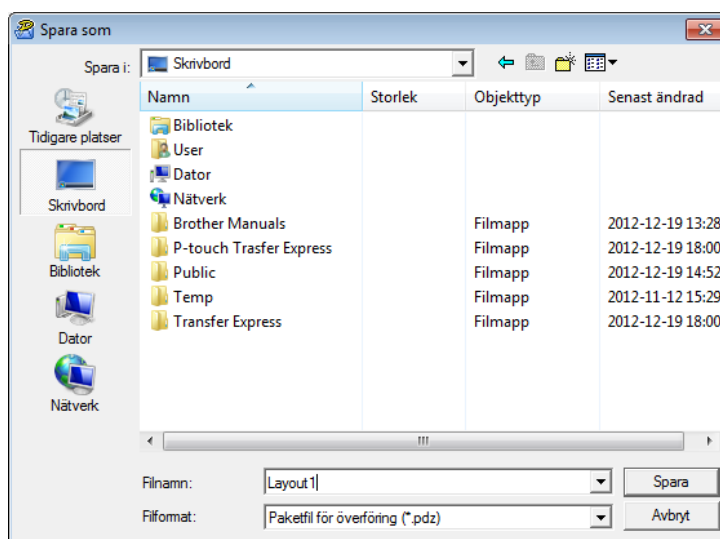 Spara som
Spara i: Skrivbord
Namn Storlek Objekttyp Senast ändrad
Tidigare platser
Skrivbord
Bibliotek
Dator
Nätverk
Bibliotek
User
Dator
Nätverk
Brother Manuals Filmapp 2012-12-19 13:28
P-touch Trasfer Express Filmapp 2012-12-19 18:00
Public Filmapp 2012-12-19 14:52
Temp Filmapp 2012-11-12 15:29
Transfer Express Filmapp 2012-12-19 18:00
Filnamn: Layout1 Spara
Filformat: Paketfil för överföring (*.pdz) Avbryt